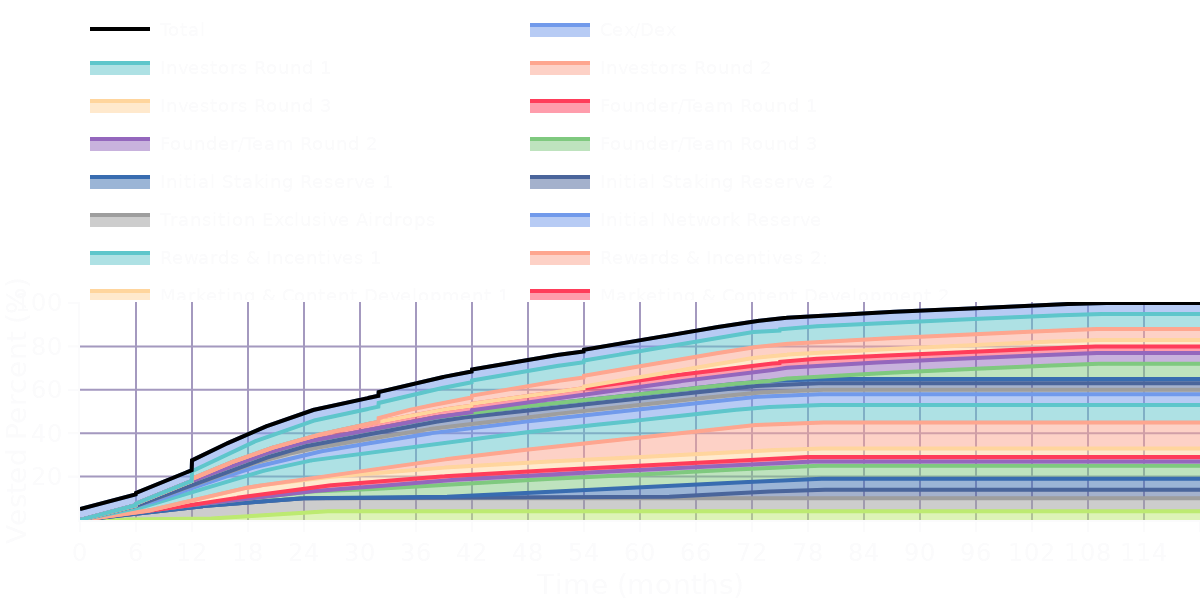 Total
Cex/Dex
Investors Round 1
Investors Round 2
Investors Round 3
Founder/Team Round 1
Founder/Team Round 2
Founder/Team Round 3
Initial Staking Reserve 1
Initial Staking Reserve 2
Transition Exclusive Airdrops
Initial Network Reserve
Rewards & Incentives 1
Rewards & Incentives 2
Marketing & Content Development 1
Marketing & Content Development 2
Vested Percent (%)
100
80
60
40
20
0 6 12 18 24 30 36 42 48 54 60 66 72 78 84 90 96 102 108 114
Time (months)